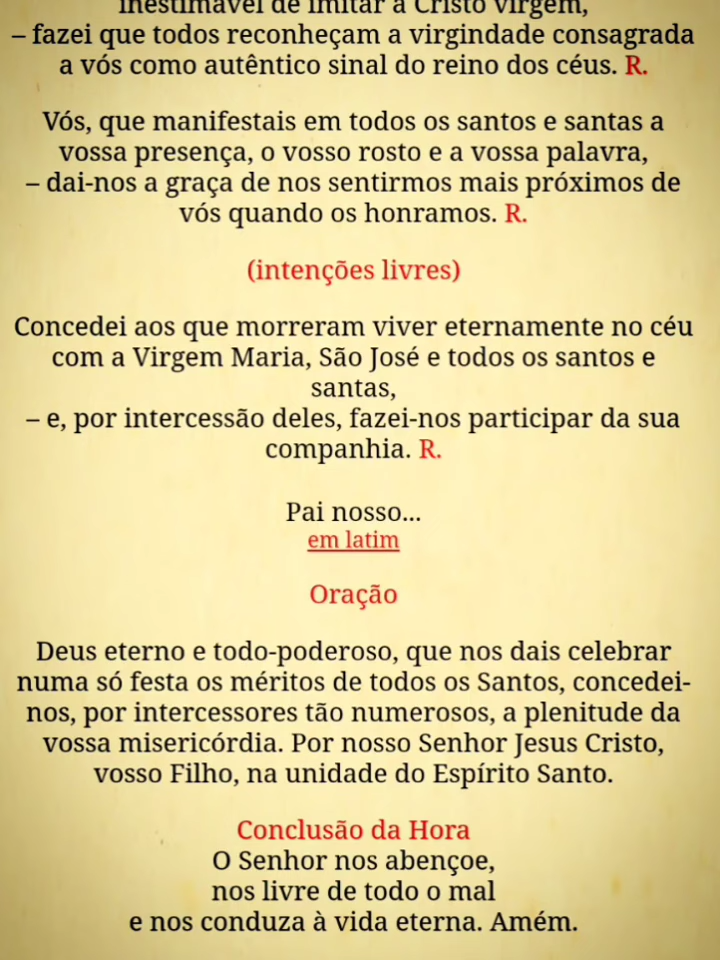 inestimável de imitar a Cristo virgem,
– fazei que todos reconheçam a virgindade consagrada
a vós como autêntico sinal do reino dos céus. R.
Vós, que manifestais em todos os santos e santas a
vossa presença, o vosso rosto e a vossa palavra,
– dai-nos a graça de nos sentirmos mais próximos de
vós quando os honramos. R.
(intenções livres)
Concedei aos que morreram viver eternamente no céu
com a Virgem Maria, São José e todos os santos e
santas,
– e, por intercessão deles, fazei-nos participar da sua
companhia. R.
Pai nosso...
em latim
Oração
Deus eterno e todo-poderoso, que nos dais celebrar
numa só festa os méritos de todos os Santos, concedei-
nos, por intercessores tão numerosos, a plenitude da
vossa misericórdia. Por nosso Senhor Jesus Cristo,
vosso Filho, na unidade do Espírito Santo.
Conclusão da Hora
O Senhor nos abençoe,
nos livre de todo o mal
e nos conduza à vida eterna. Amém.